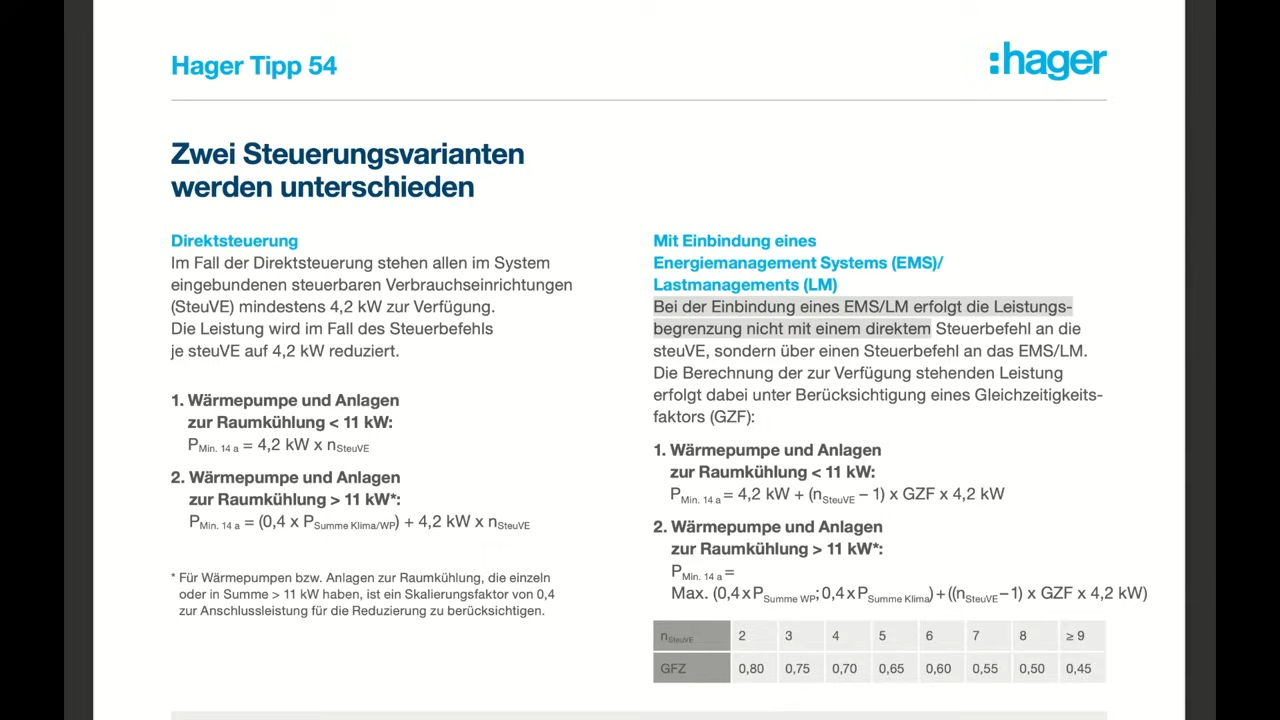 Hager Tipp 54
:hager
Zwei Steuerungsvarianten
werden unterschieden
Direktsteuerung
Im Fall der Direktsteuerung stehen allen im System
eingebundenen steuerbaren Verbrauchseinrichtungen
(SteuVE) mindestens 4,2 kW zur Verfügung.
Die Leistung wird im Fall des Steuerbefehls
je steuVE auf 4,2 kW reduziert.
1. Wärmepumpe und Anlagen
zur Raumkühlung < 11 kW:
PMin. 14 a = 4,2 kW x nSteuVE
2. Wärmepumpe und Anlagen
zur Raumkühlung > 11 kW*:
PMin. 14 a = (0,4 x PSumme Klima/WP) + 4,2 kW x nSteuVE
* Für Wärmepumpen bzw. Anlagen zur Raumkühlung, die einzeln
oder in Summe > 11 kW haben, ist ein Skalierungsfaktor von 0,4
zur Anschlussleistung für die Reduzierung zu berücksichtigen.
Mit Einbindung eines
Energiemanagement Systems (EMS)/
Lastmanagements (LM)
Bei der Einbindung eines EMS/LM erfolgt die Leistungs-
begrenzung nicht mit einem direktem Steuerbefehl an die
steuVE, sondern über einen Steuerbefehl an das EMS/LM.
Die Berechnung der zur Verfügung stehenden Leistung
erfolgt dabei unter Berücksichtigung eines Gleichzeitigkeits-
faktors (GZF):
1. Wärmepumpe und Anlagen
zur Raumkühlung < 11 kW:
PMin. 14 a = 4,2 kW + (nSteuVE – 1) x GZF x 4,2 kW
2. Wärmepumpe und Anlagen
zur Raumkühlung > 11 kW*:
PMin. 14 a =
Max. (0,4 x PSumme WP; 0,4 x PSumme Klima) + ((nSteuVE – 1) x GZF x 4,2 kW)
nSteuVE 2 3 4 5 6 7 8 ≥ 9
GFZ 0,80 0,75 0,70 0,65 0,60 0,55 0,50 0,45